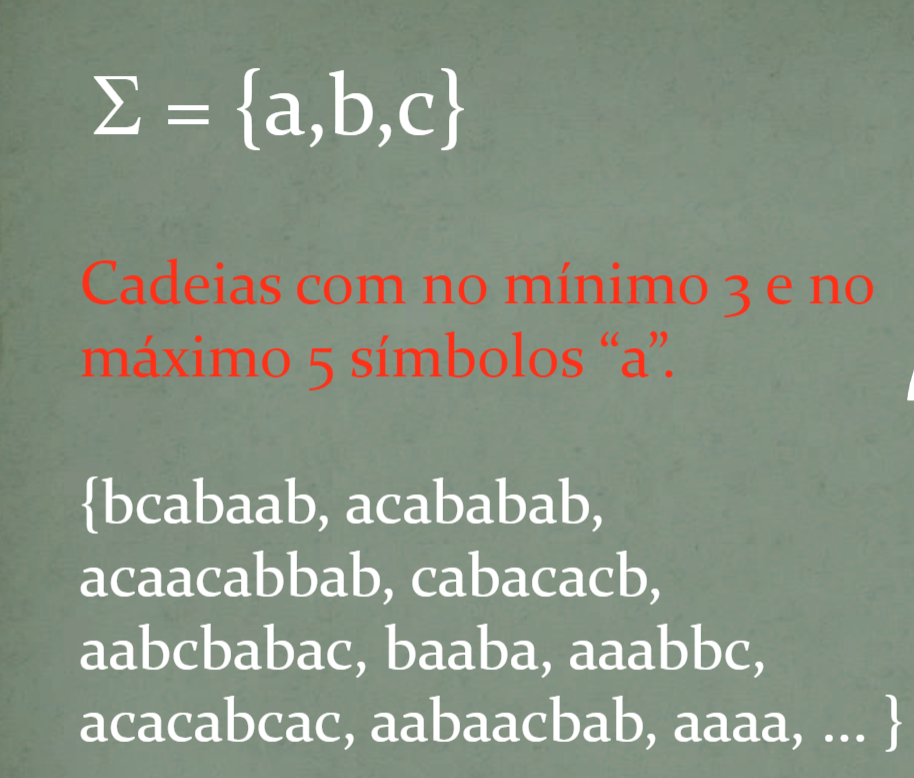 Σ = {a,b,c}
Cadeias com no mínimo 3 e no
máximo 5 símbolos “a”.
{bcabaab, acababab,
acaacabbab, cabacacb,
aabcbabac, baaba, aaabbc,
acacabcac, aabaacbab, aaaa, ... }